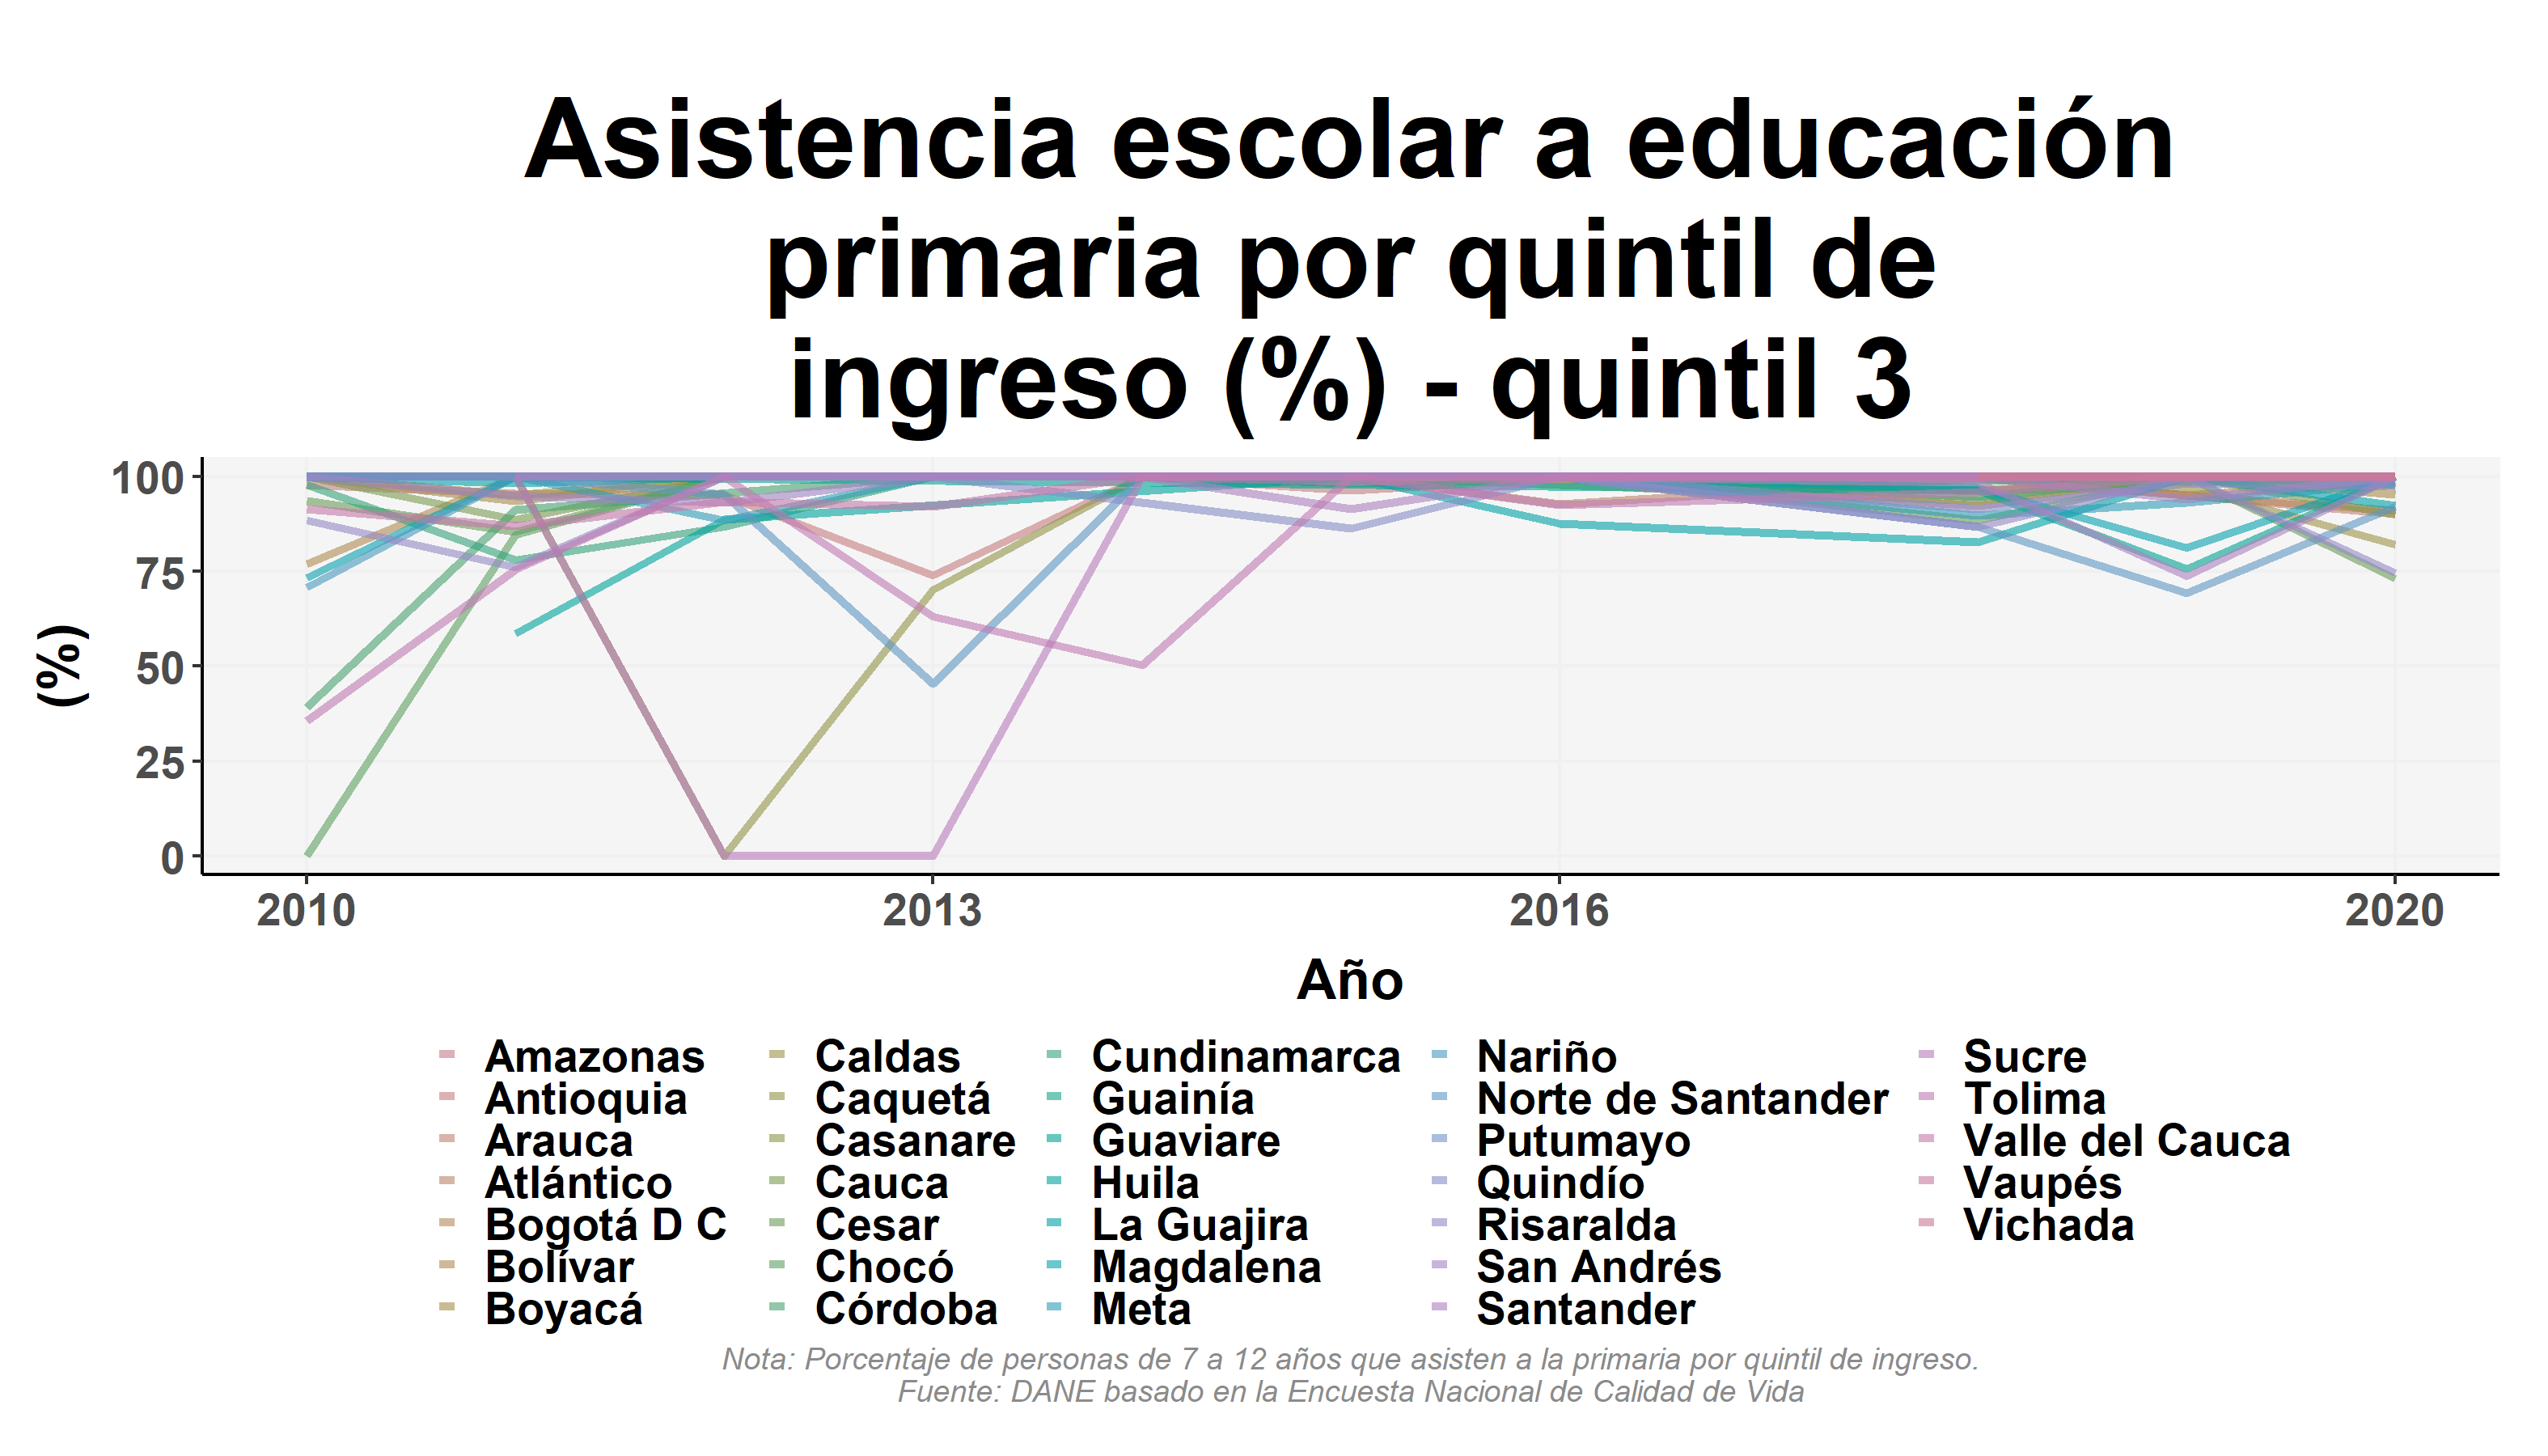 Asistencia escolar a educación
primaria por quintil de
ingreso (%) - quintil 3
100
75
50
25
0
(%)
2010 2013 2016 2020
Año
Amazonas Caldas Cundinamarca Nariño Sucre
Antioquia Caquetá Guainía Norte de Santander Tolima
Arauca Casanare Guaviare Putumayo Valle del Cauca
Atlántico Cauca Huila Quindío Vaupés
Bogotá D C Cesar La Guajira Risaralda Vichada
Bolívar Chocó Magdalena San Andrés
Boyacá Córdoba Meta Santander
Nota: Porcentaje de personas de 7 a 12 años que asisten a la primaria por quintil de ingreso.
Fuente: DANE basado en la Encuesta Nacional de Calidad de Vida